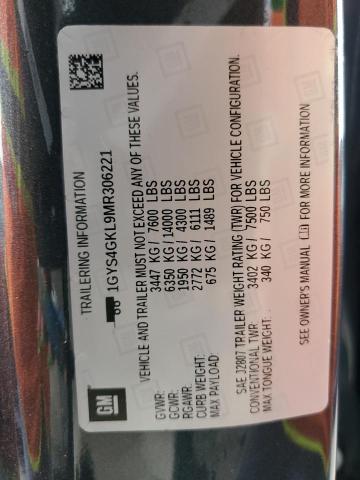 TRAILERING INFORMATION
GM
1GYS4GKL9MR306221
VEHICLE AND TRAILER MUST NOT EXCEED ANY OF THESE VALUES.
GVWR: 3447 KG/ 7600 LBS
GCWR: 6350 KG/ 14000 LBS
RGAWR: 1950 KG/ 4300 LBS
CURB WEIGHT: 2772 KG/ 6111 LBS
MAX PAYLOAD: 675 KG/ 1489 LBS
SAE J2807 TRAILER WEIGHT RATING (TWR) FOR VEHICLE CONFIGURATION.
CONVENTIONAL TWR: 3402 KG/ 7500 LBS
MAX TONGUE WEIGHT: 340 KG/ 750 LBS
SEE OWNER'S MANUAL FOR MORE INFORMATION